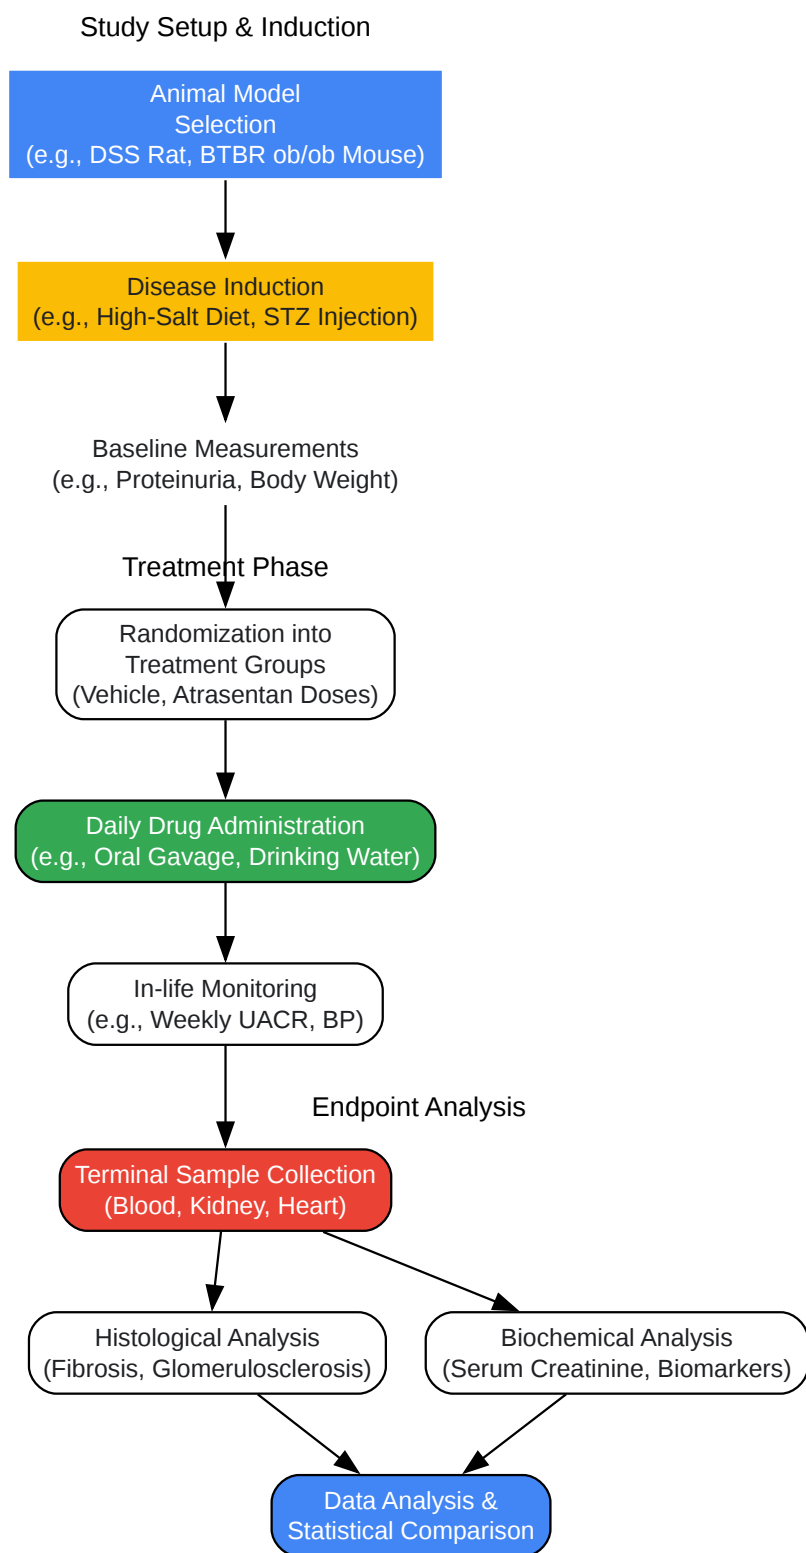 Study Setup & Induction
Animal Model
Selection
(e.g., DSS Rat, BTBR ob/ob Mouse)
Disease Induction
(e.g., High-Salt Diet, STZ Injection)
Baseline Measurements
(e.g., Proteinuria, Body Weight)
Treatment Phase
Randomization into
Treatment Groups
(Vehicle, Atrasentan Doses)
Daily Drug Administration
(e.g., Oral Gavage, Drinking Water)
In-life Monitoring
(e.g., Weekly UACR, BP)
Endpoint Analysis
Terminal Sample Collection
(Blood, Kidney, Heart)
Histological Analysis
(Fibrosis, Glomerulosclerosis)
Biochemical Analysis
(Serum Creatinine, Biomarkers)
Data Analysis &
Statistical Comparison